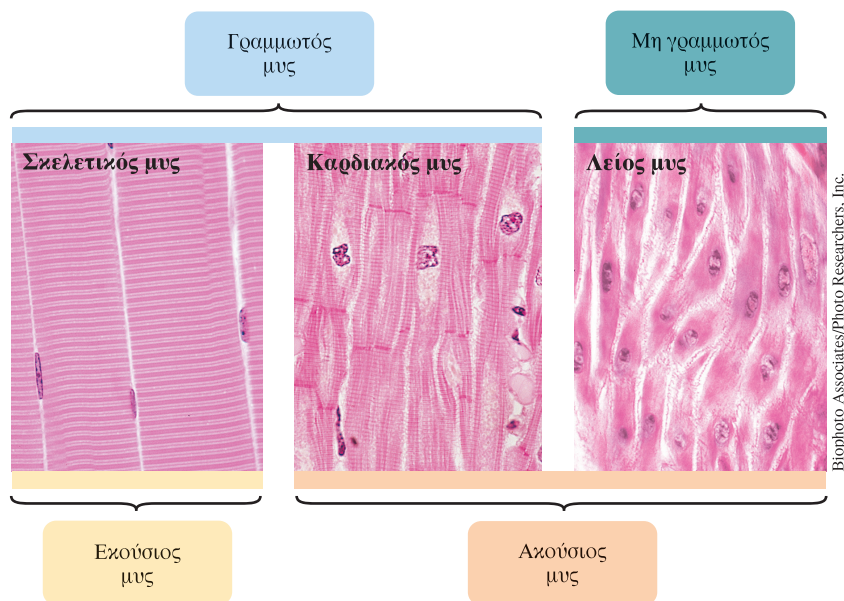 Γραμμωτός
μυς
Μη γραμμωτός
μυς
Σκελετικός μυς
Καρδιακός μυς
Λείος μυς
Biophoto Associates/Photo Researchers, Inc.
Εκούσιος
μυς
Ακούσιος
μυς